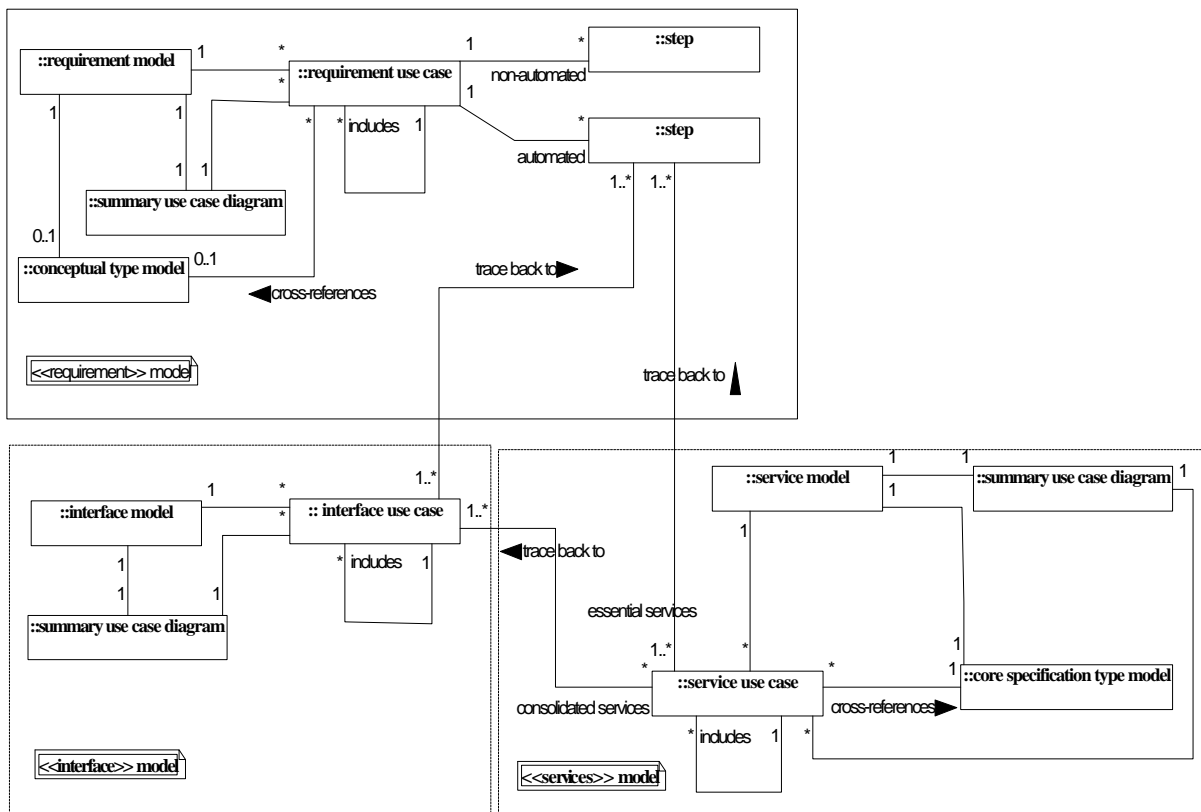 ::step
1
*
::requirement model
1
*
::requirement use case
non-automated
*
1
1
1
*
*
includes
1
*
::step
automated
1
1
1..*
1..*
::summary use case diagram
0..1
0..1
::conceptual type model
trace back to
cross-references
<<requirement>> model
trace back to
1
1
1
::service model
::summary use case diagram
1..*
1
1
*
:: interface use case
1..*
::interface model
*
1
*
includes
1
trace back to
1
1
1
::summary use case diagram
essential services
1..*
*
1
*
*
1
::service use case
::core specification type model
consolidated services
cross-references
*
includes
1
*
<<interface>> model
<<services>> model